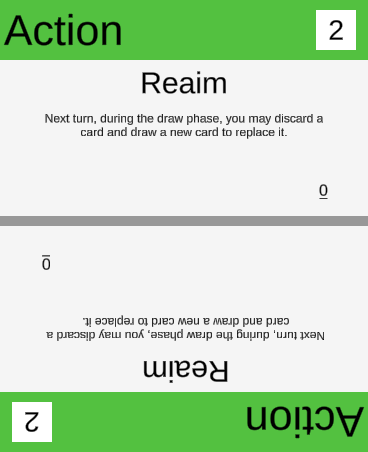 Action
2
Reaim
Next turn, during the draw phase, you may discard a
card and draw a new card to replace it.
0
0
Next turn, during the draw phase, you may discard a
card and draw a new card to replace it.
Reaim
Action
2